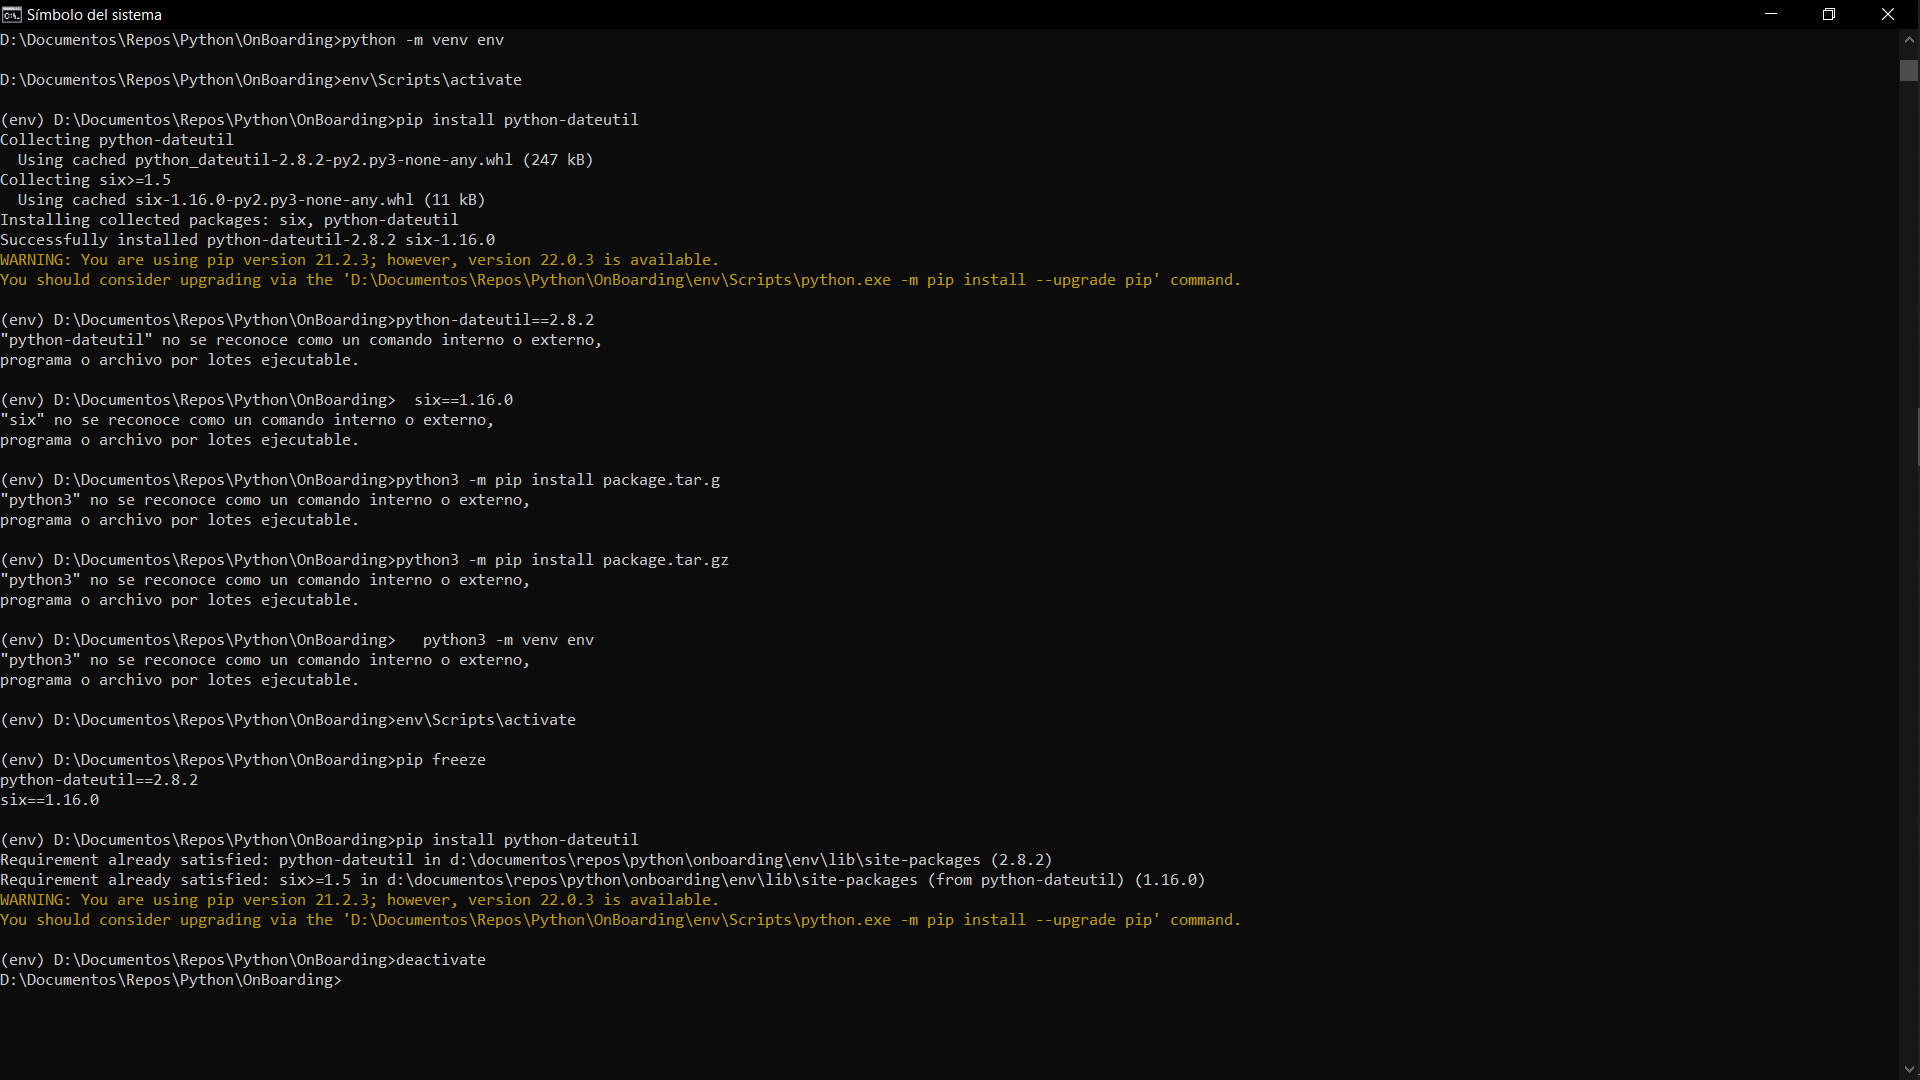 Símbolo del sistema
D:\Documentos\Repos\Python\OnBoarding>python -m venv env
D:\Documentos\Repos\Python\OnBoarding>env\Scripts\activate
(env) D:\Documentos\Repos\Python\OnBoarding>pip install python-dateutil
Collecting python-dateutil
  Using cached python_dateutil-2.8.2-py2.py3-none-any.whl (247 kB)
Collecting six>=1.5
  Using cached six-1.16.0-py2.py3-none-any.whl (11 kB)
Installing collected packages: six, python-dateutil
Successfully installed python-dateutil-2.8.2 six-1.16.0
WARNING: You are using pip version 21.2.3; however, version 22.0.3 is available.
You should consider upgrading via the 'D:\Documentos\Repos\Python\OnBoarding\env\Scripts\python.exe -m pip install --upgrade pip' command.
(env) D:\Documentos\Repos\Python\OnBoarding>python-dateutil==2.8.2
"python-dateutil" no se reconoce como un comando interno o externo,
programa o archivo por lotes ejecutable.
(env) D:\Documentos\Repos\Python\OnBoarding>  six==1.16.0
"six" no se reconoce como un comando interno o externo,
programa o archivo por lotes ejecutable.
(env) D:\Documentos\Repos\Python\OnBoarding>python3 -m pip install package.tar.g
"python3" no se reconoce como un comando interno o externo,
programa o archivo por lotes ejecutable.
(env) D:\Documentos\Repos\Python\OnBoarding>python3 -m pip install package.tar.gz
"python3" no se reconoce como un comando interno o externo,
programa o archivo por lotes ejecutable.
(env) D:\Documentos\Repos\Python\OnBoarding>   python3 -m venv env
"python3" no se reconoce como un comando interno o externo,
programa o archivo por lotes ejecutable.
(env) D:\Documentos\Repos\Python\OnBoarding>env\Scripts\activate
(env) D:\Documentos\Repos\Python\OnBoarding>pip freeze
python-dateutil==2.8.2
six==1.16.0
(env) D:\Documentos\Repos\Python\OnBoarding>pip install python-dateutil
Requirement already satisfied: python-dateutil in d:\documentos\repos\python\onboarding\env\lib\site-packages (2.8.2)
Requirement already satisfied: six>=1.5 in d:\documentos\repos\python\onboarding\env\lib\site-packages (from python-dateutil) (1.16.0)
WARNING: You are using pip version 21.2.3; however, version 22.0.3 is available.
You should consider upgrading via the 'D:\Documentos\Repos\Python\OnBoarding\env\Scripts\python.exe -m pip install --upgrade pip' command.
(env) D:\Documentos\Repos\Python\OnBoarding>deactivate
D:\Documentos\Repos\Python\OnBoarding>